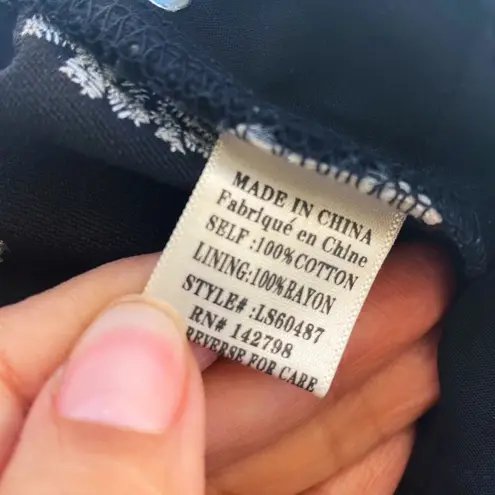 MADE IN CHINA
Fabriqué en Chine
SELF :100%COTTON
LINING:100%RAYON
STYLE#:LS60487
RN# 142798
REVERSE FOR CARE